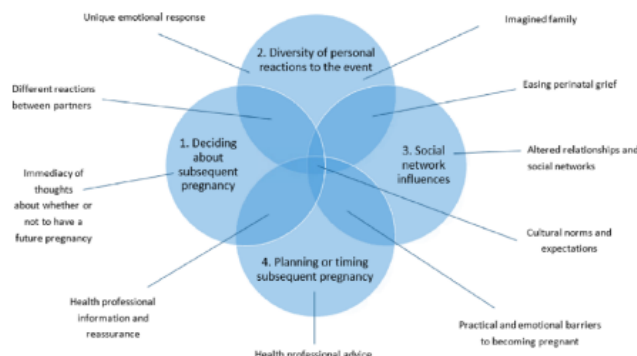 Unique emotional response
Imagined family
2. Diversity of personal
reactions to the event
Different reactions
between partners
Easing perinatal grief
1. Deciding
about
subsequent
pregnancy
3. Social
network
influences
Altered relationships and
social networks
Immediacy of
thoughts
about whether or
not to have a
future pregnancy
Cultural norms and
expectations
4. Planning or timing
subsequent pregnancy
Health professional
information and
reassurance
Practical and emotional barriers
to becoming pregnant
Health professional advice